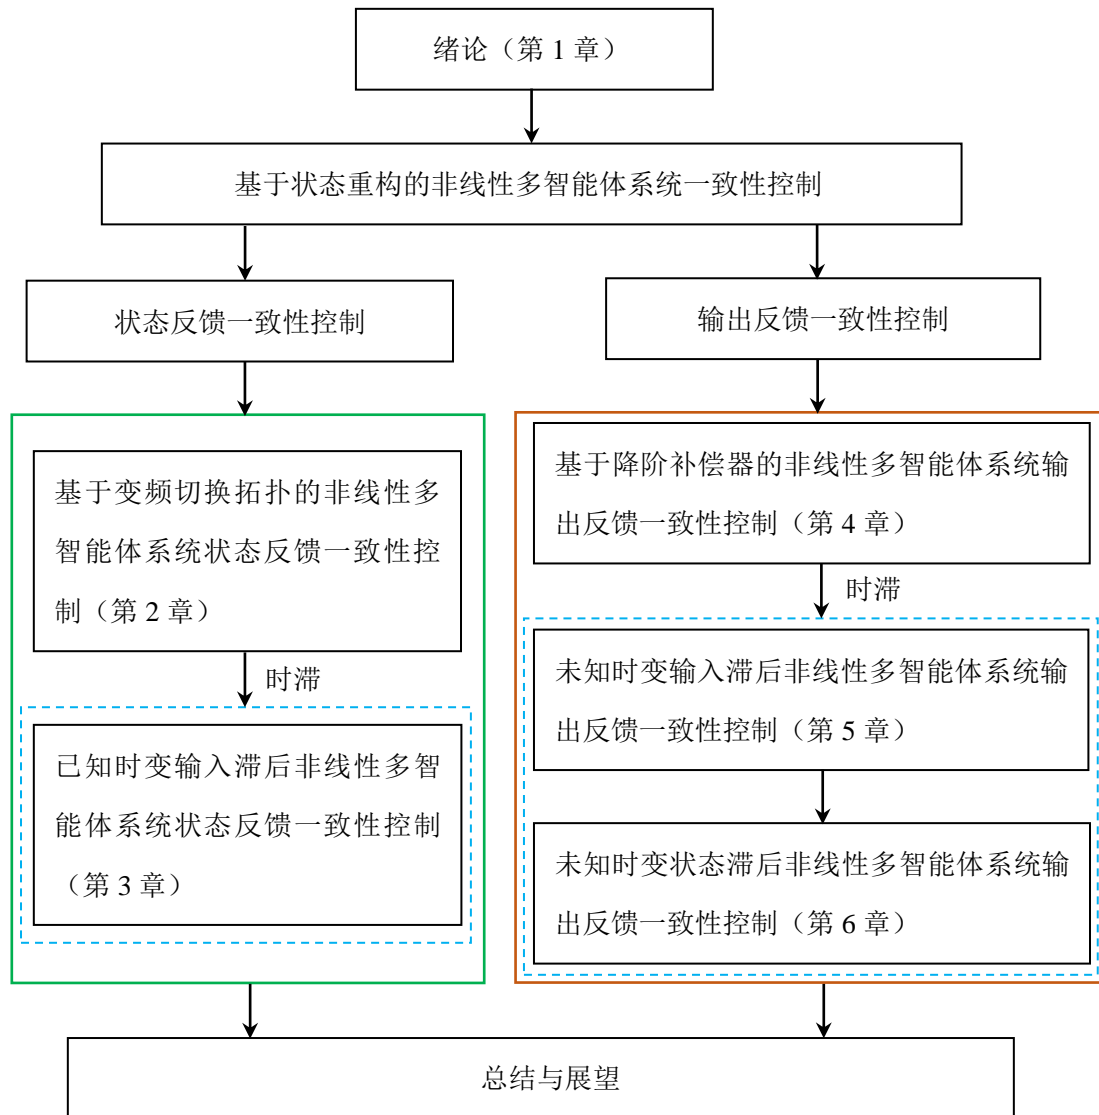 绪论（第 1 章）
基于状态重构的非线性多智能体系统一致性控制
状态反馈一致性控制
输出反馈一致性控制
基于变频切换拓扑的非线性多
智能体系统状态反馈一致性控
制（第 2 章）
时滞
已知时变输入滞后非线性多智
能体系统状态反馈一致性控制
（第 3 章）
基于降阶补偿器的非线性多智能体系统输
出反馈一致性控制（第 4 章）
时滞
未知时变输入滞后非线性多智能体系统输
出反馈一致性控制（第 5 章）
未知时变状态滞后非线性多智能体系统输
出反馈一致性控制（第 6 章）
总结与展望